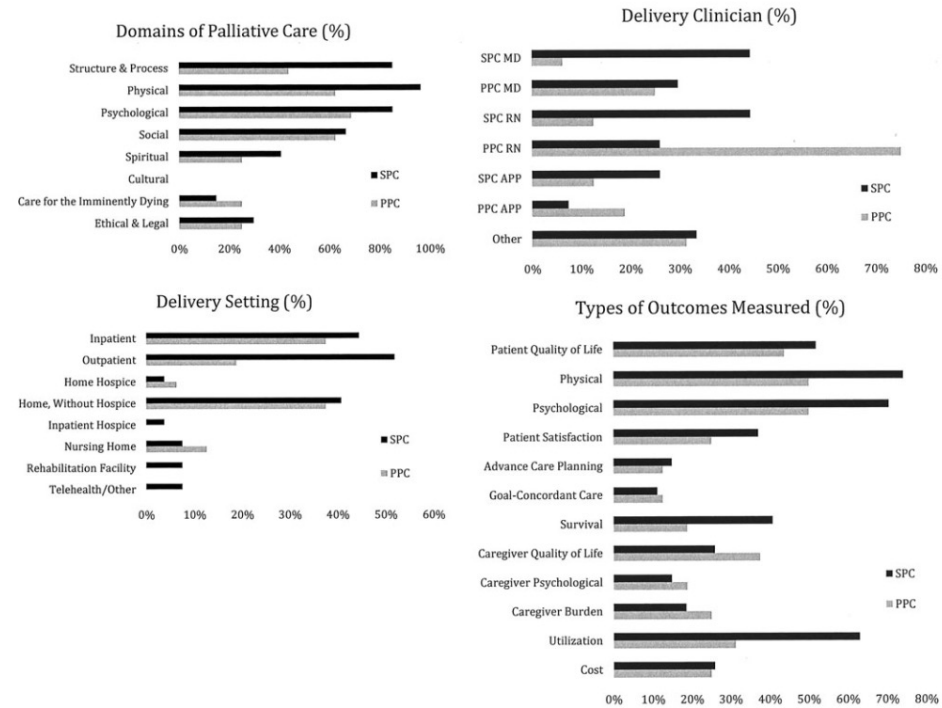 Domains of Palliative Care (%)
Structure & Process
Physical
Psychological
Social
Spiritual
Cultural
Care for the Imminently Dying
Ethical & Legal
SPC
PPC
0% 20% 40% 60% 80% 100%
Delivery Clinician (%)
SPC MD
PPC MD
SPC RN
PPC RN
SPC APP
PPC APP
Other
SPC
PPC
0% 10% 20% 30% 40% 50% 60% 70% 80%
Delivery Setting (%)
Inpatient
Outpatient
Home Hospice
Home, Without Hospice
Inpatient Hospice
Nursing Home
Rehabilitation Facility
Telehealth/Other
SPC
PPC
0% 10% 20% 30% 40% 50% 60%
Types of Outcomes Measured (%)
Patient Quality of Life
Physical
Psychological
Patient Satisfaction
Advance Care Planning
Goal-Concordant Care
Survival
Caregiver Quality of Life
Caregiver Psychological
Caregiver Burden
Utilization
Cost
SPC
PPC
0% 10% 20% 30% 40% 50% 60% 70% 80%